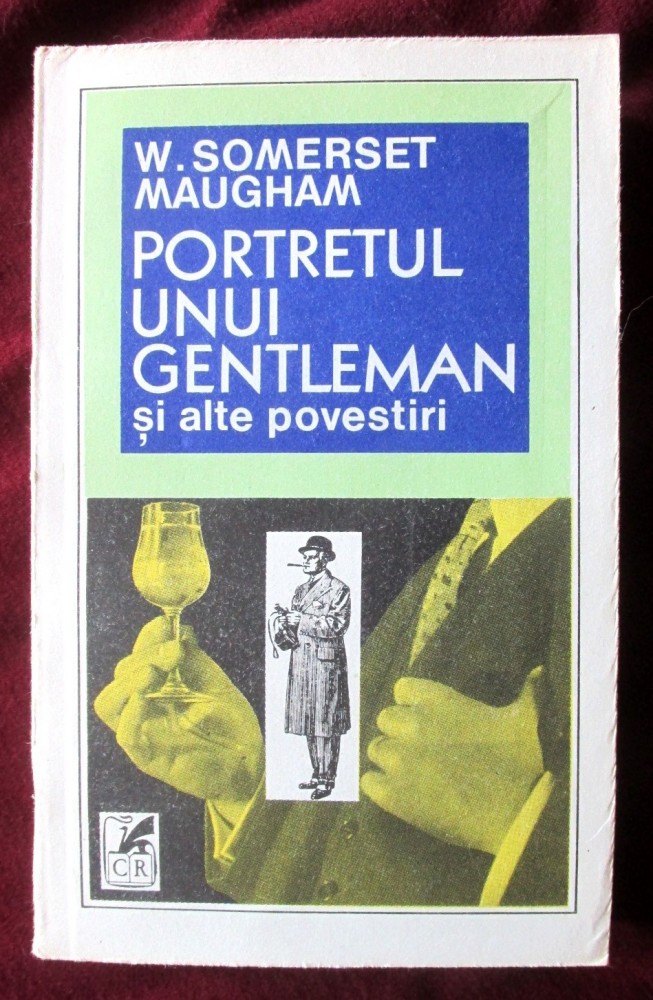 W. SOMERSET
MAUGHAM
PORTRETUL
UNUI
GENTLEMAN
și alte povestiri
CR